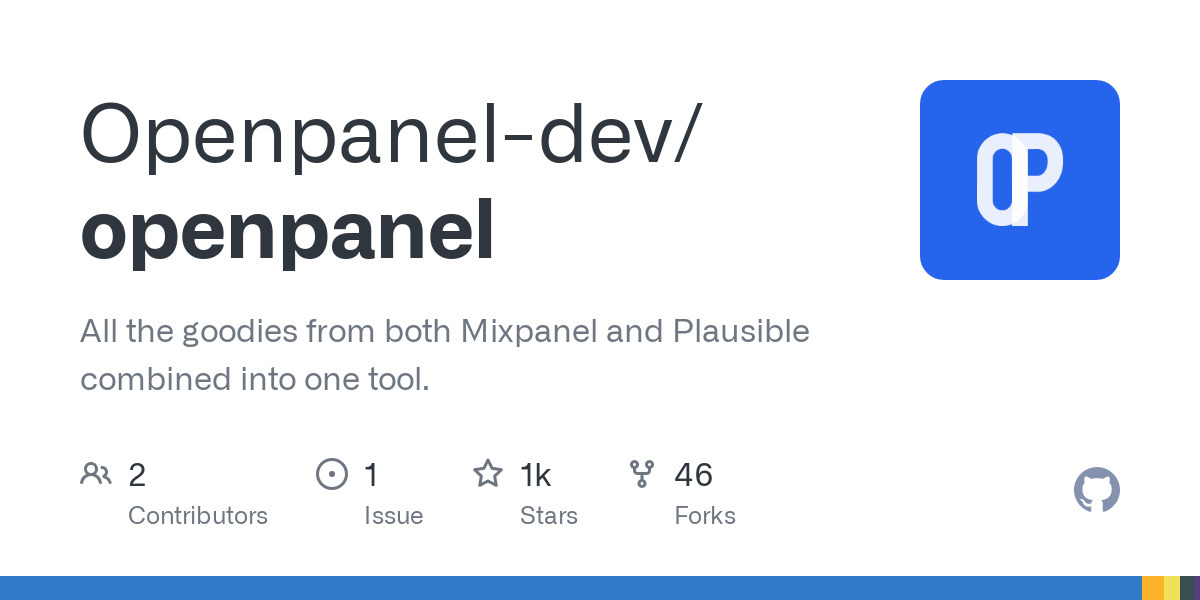 Openpanel-dev/
openpanel
OP
All the goodies from both Mixpanel and Plausible
combined into one tool.
2
Contributors
1
Issue
1k
Stars
46
Forks